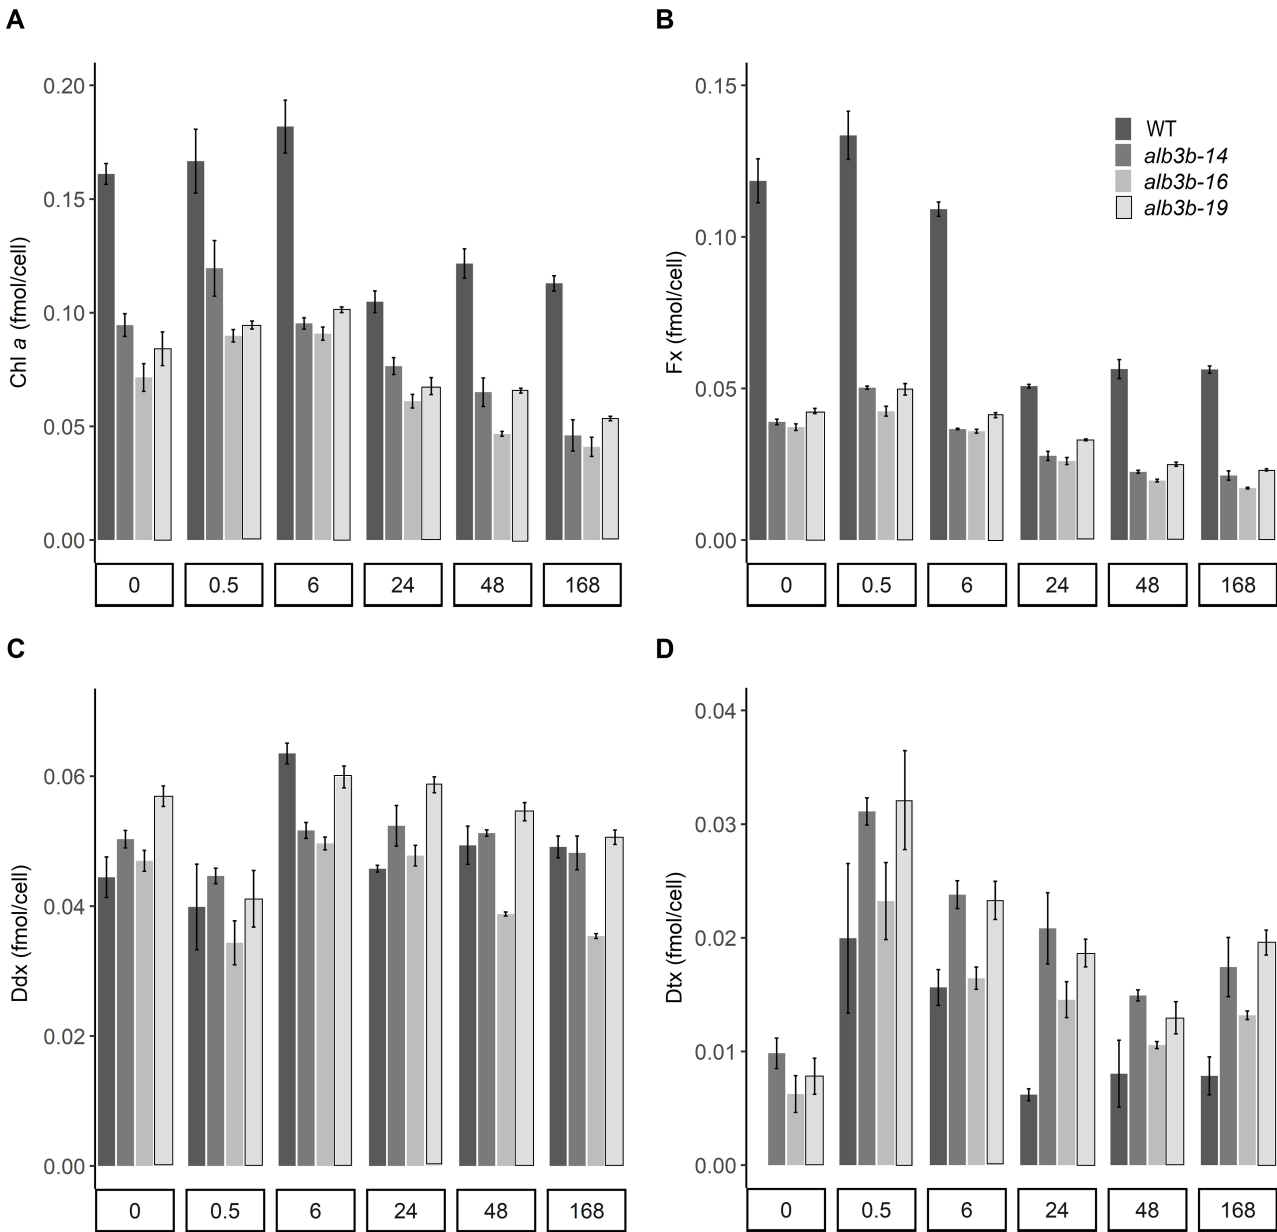 A
Chl a (fmol/cell)
0.20
0.15
0.10
0.05
0.00
0 0.5 6 24 48 168
B
Fx (fmol/cell)
0.15
0.10
0.05
0.00
WT
alb3b-14
alb3b-16
alb3b-19
0 0.5 6 24 48 168
C
Ddx (fmol/cell)
0.06
0.04
0.02
0.00
0 0.5 6 24 48 168
D
Dtx (fmol/cell)
0.04
0.03
0.02
0.01
0.00
0 0.5 6 24 48 168